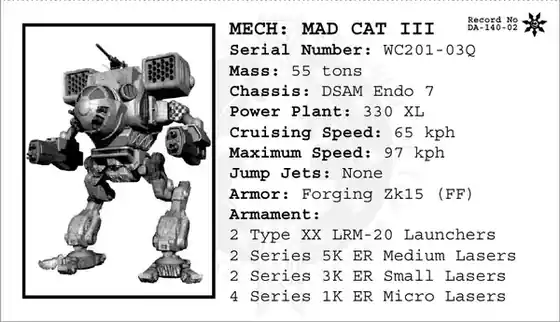 MECH: MAD CAT III
Record No
DA-140-02
Serial Number: WC201-03Q
Mass: 55 tons
Chassis: DSAM Endo 7
Power Plant: 330 XL
Cruising Speed: 65 kph
Maximum Speed: 97 kph
Jump Jets: None
Armor: Forging Zk15 (FF)
Armament:
2 Type XX LRM-20 Launchers
2 Series 5K ER Medium Lasers
2 Series 3K ER Small Lasers
4 Series 1K ER Micro Lasers